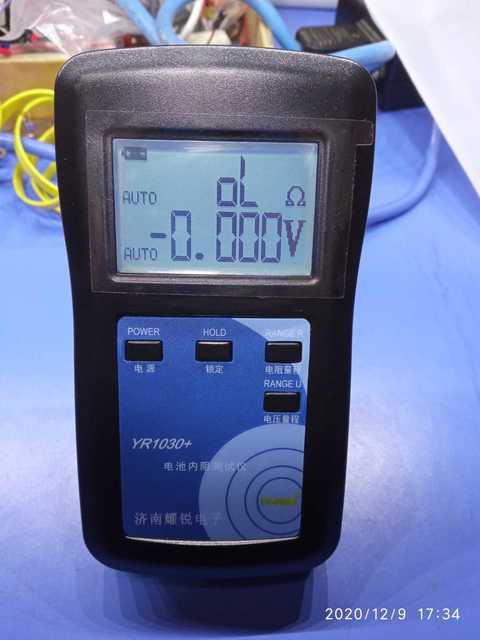 AUTO oL Ω
AUTO -0.000V
POWER HOLD RANGE R
电源 锁定 电阻量程
RANGE U
电压量程
YR1030+
电池内阻测试仪
济南耀锐电子
2020/12/9 17:34